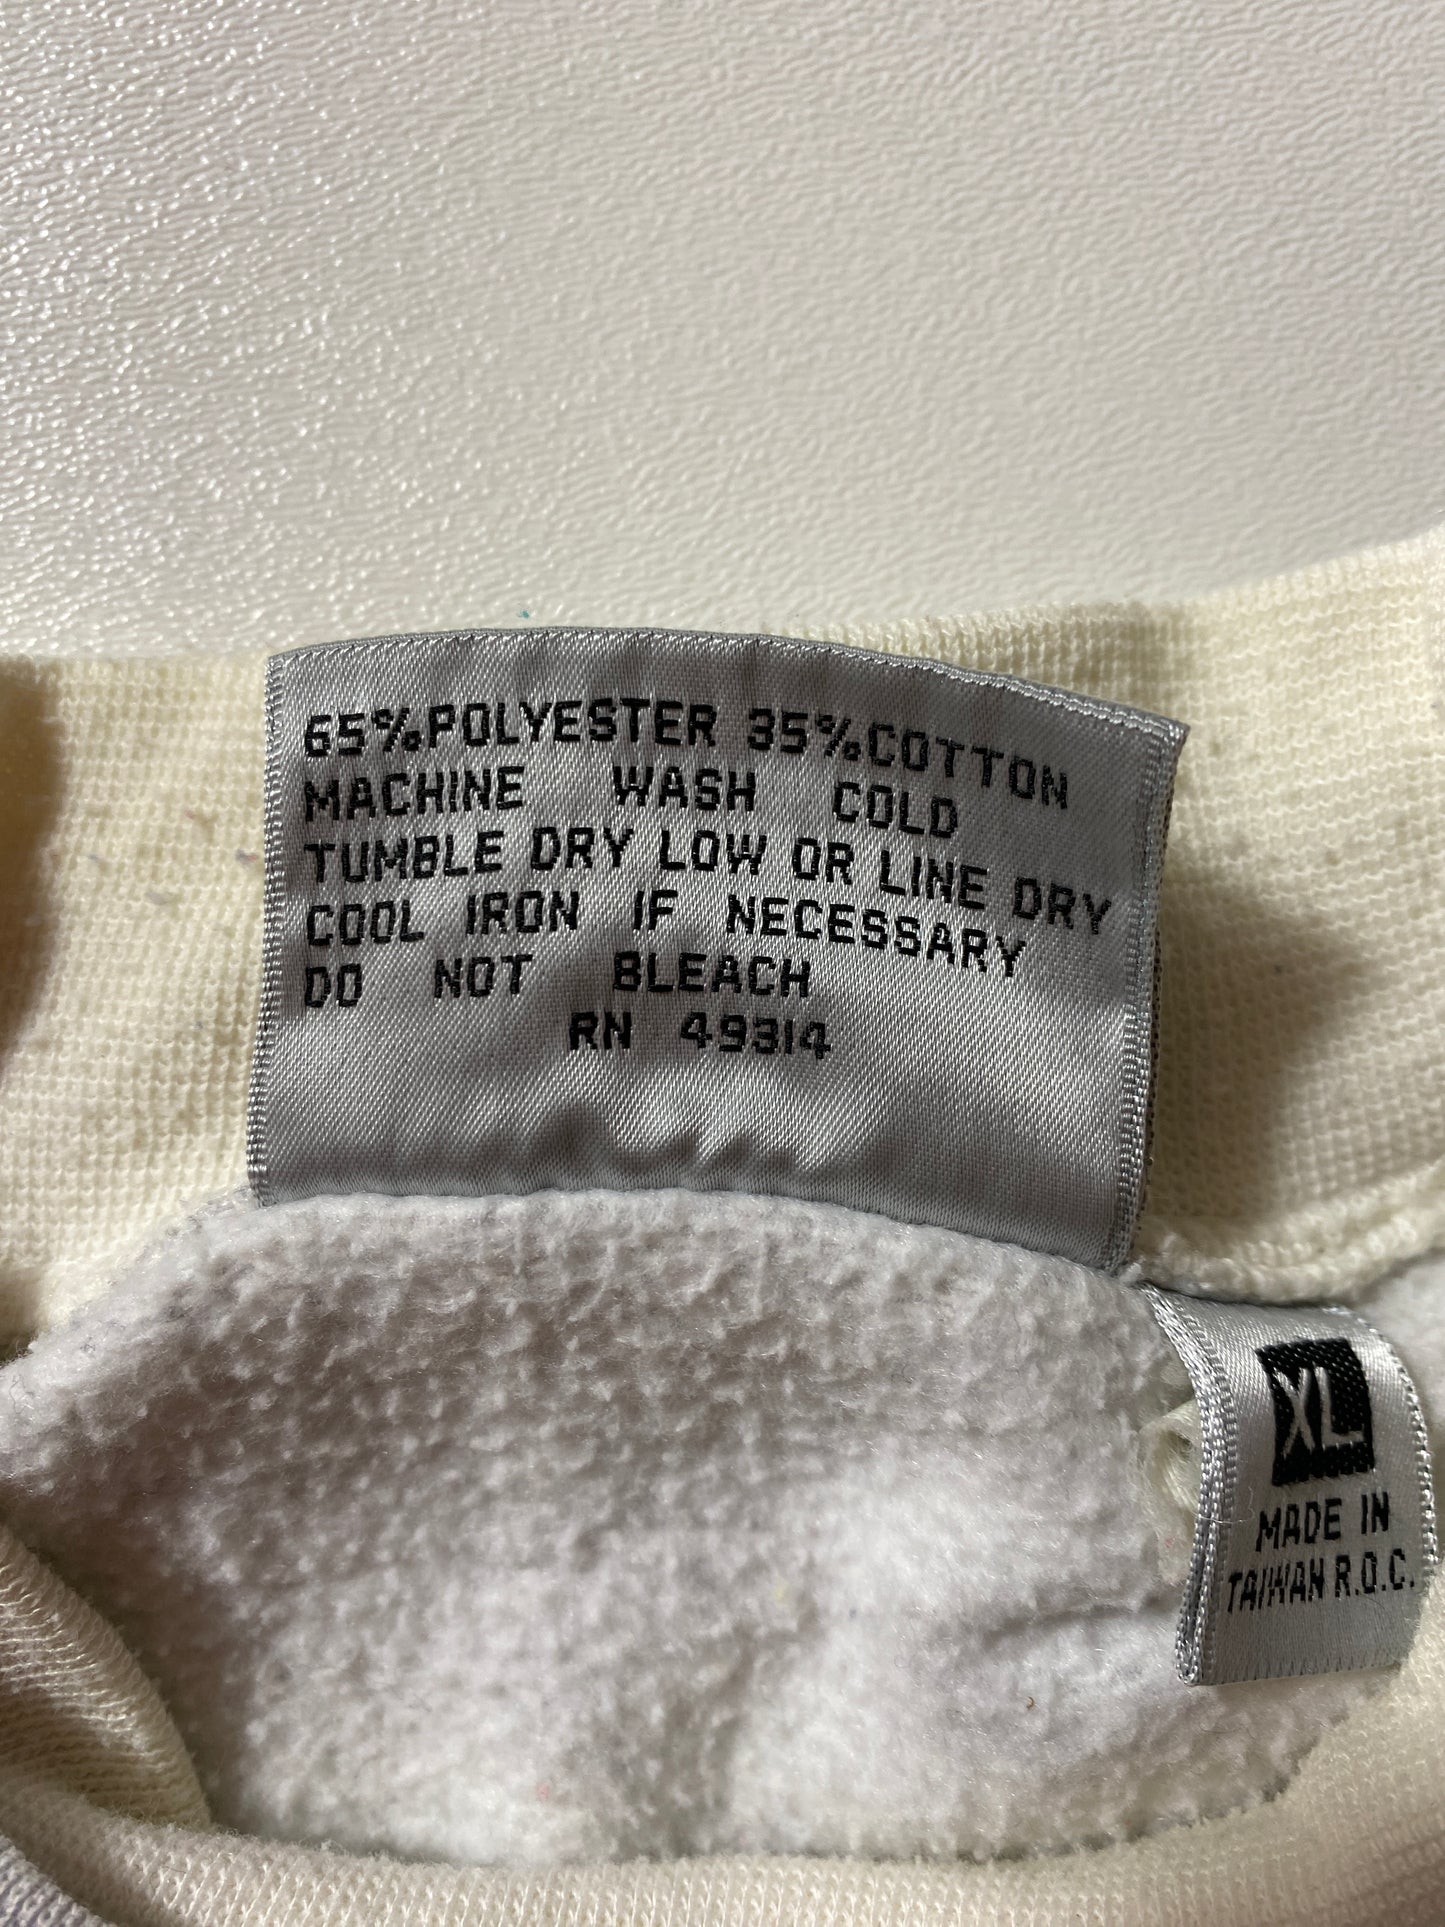 65%POLYESTER 35%COTTON
MACHINE WASH COLD
TUMBLE DRY LOW OR LINE DRY
COOL IRON IF NECESSARY
DO NOT BLEACH
RN 49314
XL
MADE IN
TAIWAN R.O.C.